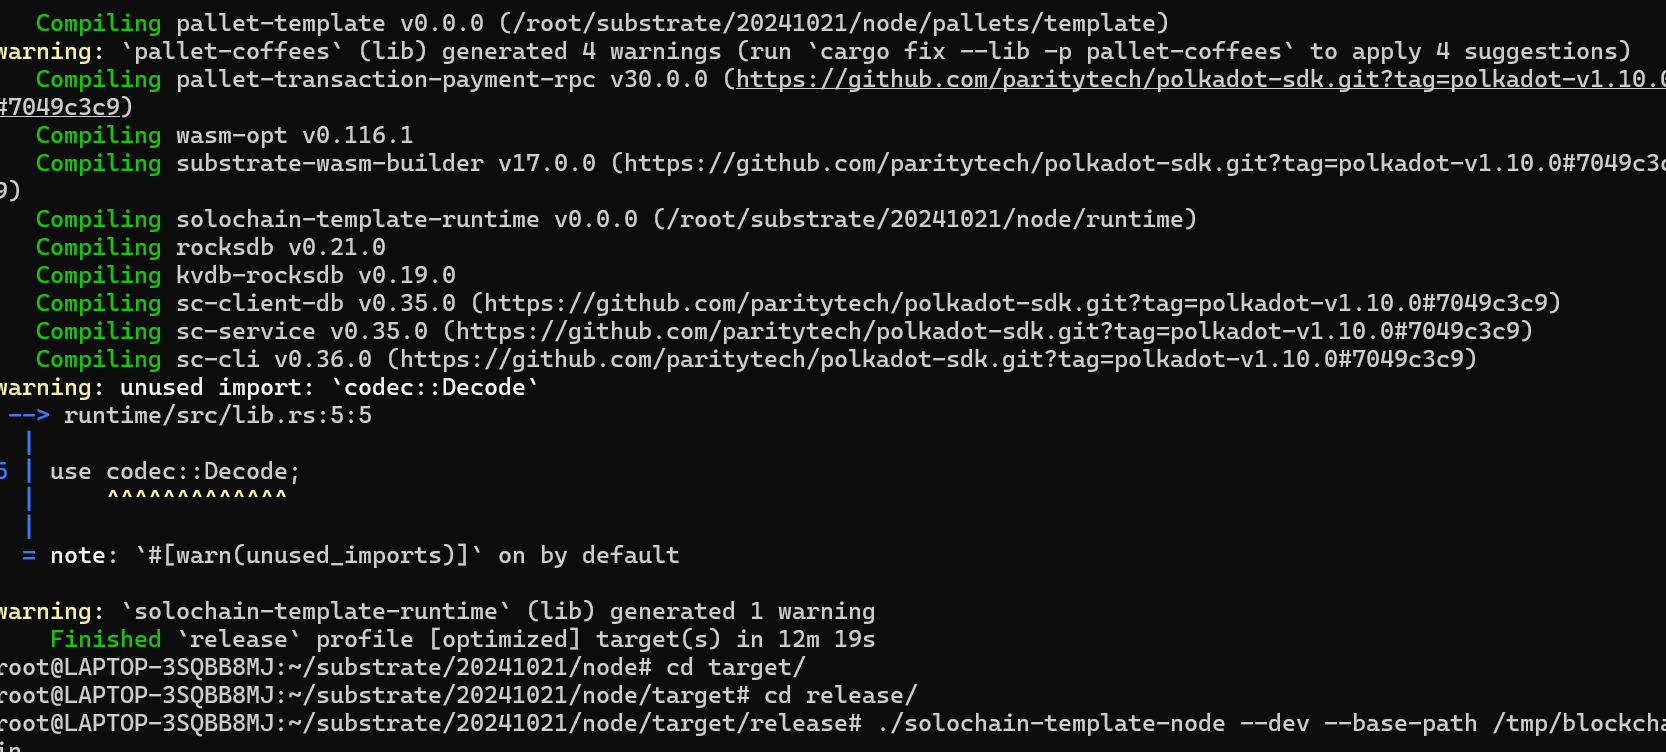 Compiling pallet-template v0.0.0 (/root/substrate/20241021/node/pallets/template)
warning: `pallet-coffees` (lib) generated 4 warnings (run `cargo fix --lib -p pallet-coffees` to apply 4 suggestions)
Compiling pallet-transaction-payment-rpc v30.0.0 (https://github.com/paritytech/polkadot-sdk.git?tag=polkadot-v1.10.0
#7049c3c9)
Compiling wasm-opt v0.116.1
Compiling substrate-wasm-builder v17.0.0 (https://github.com/paritytech/polkadot-sdk.git?tag=polkadot-v1.10.0#7049c3c
9)
Compiling solochain-template-runtime v0.0.0 (/root/substrate/20241021/node/runtime)
Compiling rocksdb v0.21.0
Compiling kvdb-rocksdb v0.19.0
Compiling sc-client-db v0.35.0 (https://github.com/paritytech/polkadot-sdk.git?tag=polkadot-v1.10.0#7049c3c9)
Compiling sc-service v0.35.0 (https://github.com/paritytech/polkadot-sdk.git?tag=polkadot-v1.10.0#7049c3c9)
Compiling sc-cli v0.36.0 (https://github.com/paritytech/polkadot-sdk.git?tag=polkadot-v1.10.0#7049c3c9)
warning: unused import: `codec::Decode`
--> runtime/src/lib.rs:5:5
|
5 | use codec::Decode;
| ^^^^^^^^^^^^^
|
= note: `#[warn(unused_imports)]` on by default
warning: `solochain-template-runtime` (lib) generated 1 warning
Finished `release` profile [optimized] target(s) in 12m 19s
root@LAPTOP-3SQBB8MJ:~/substrate/20241021/node# cd target/
root@LAPTOP-3SQBB8MJ:~/substrate/20241021/node/target# cd release/
root@LAPTOP-3SQBB8MJ:~/substrate/20241021/node/target/release# ./solochain-template-node --dev --base-path /tmp/blockcha
in